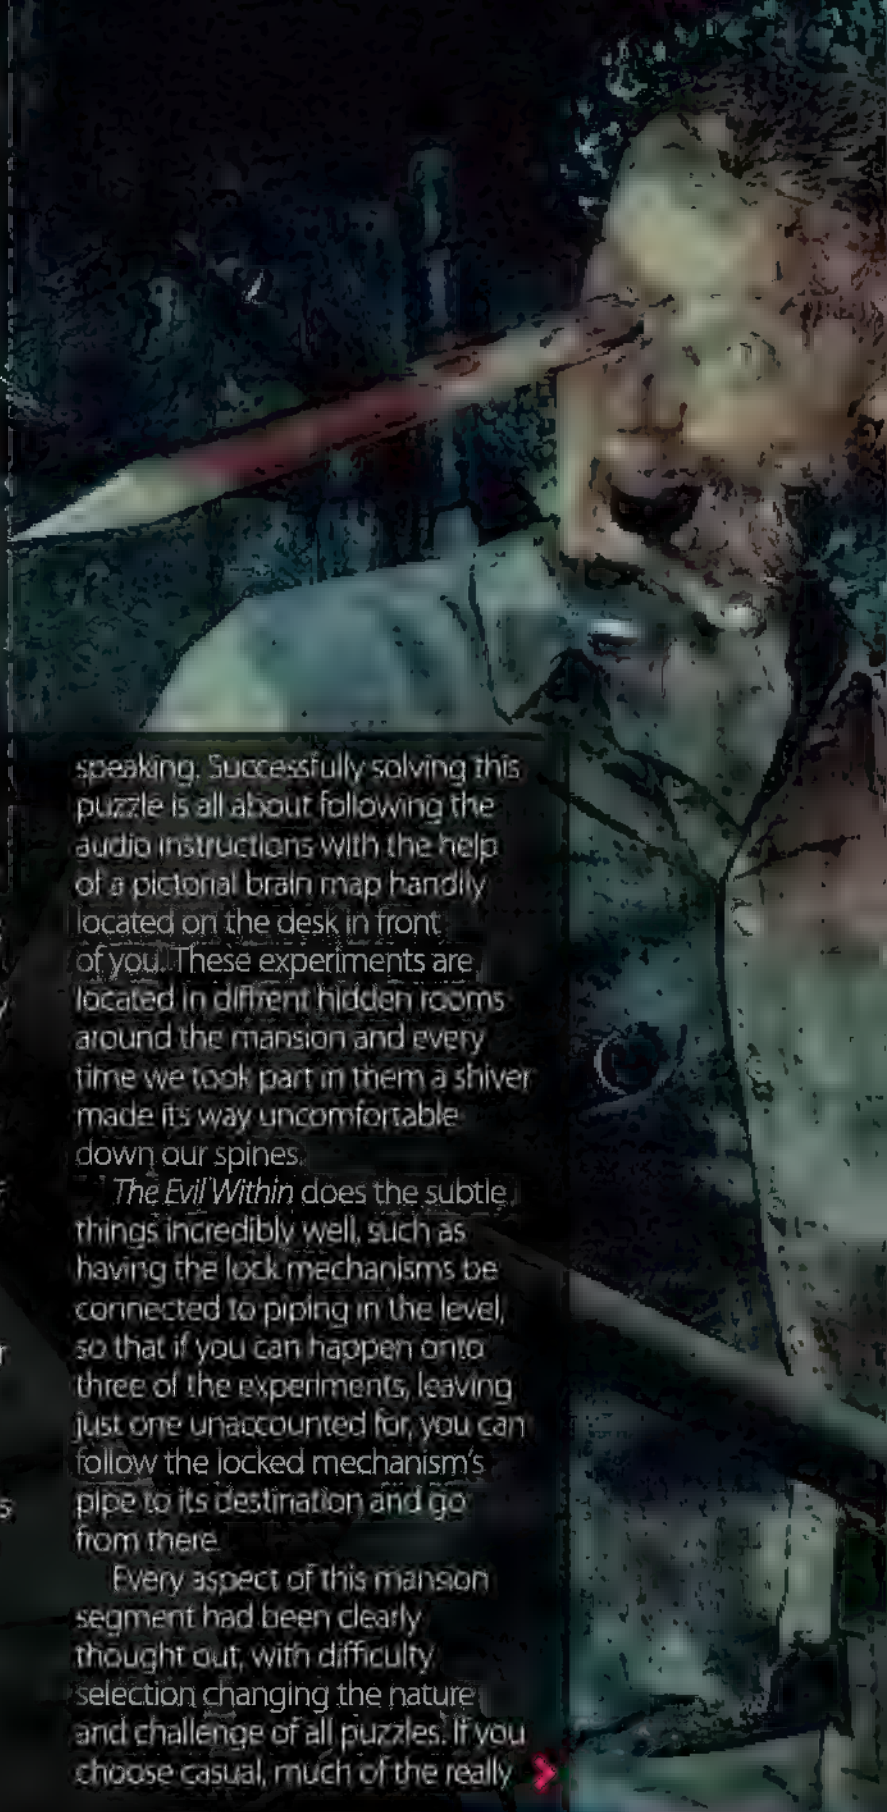 speaking. Successfully solving this
puzzle is all about following the
audio instructions with the help
of a pictorial brain map handily
located on the desk in front
of you. These experiments are
located in diffrent hidden rooms
around the mansion and every
time we took part in them a shiver
made its way uncomfortable
down our spines.
The Evil Within does the subtle
things incredibly well, such as
having the lock mechanisms be
connected to piping in the level,
so that if you can happen onto
three of the experiments, leaving
just one unaccounted for, you can
follow the locked mechanism's
pipe to its destination and go
from there.
Every aspect of this mansion
segment had been clearly
thought out, with difficulty
selection changing the nature
and challenge of all puzzles. If you
choose casual, much of the really